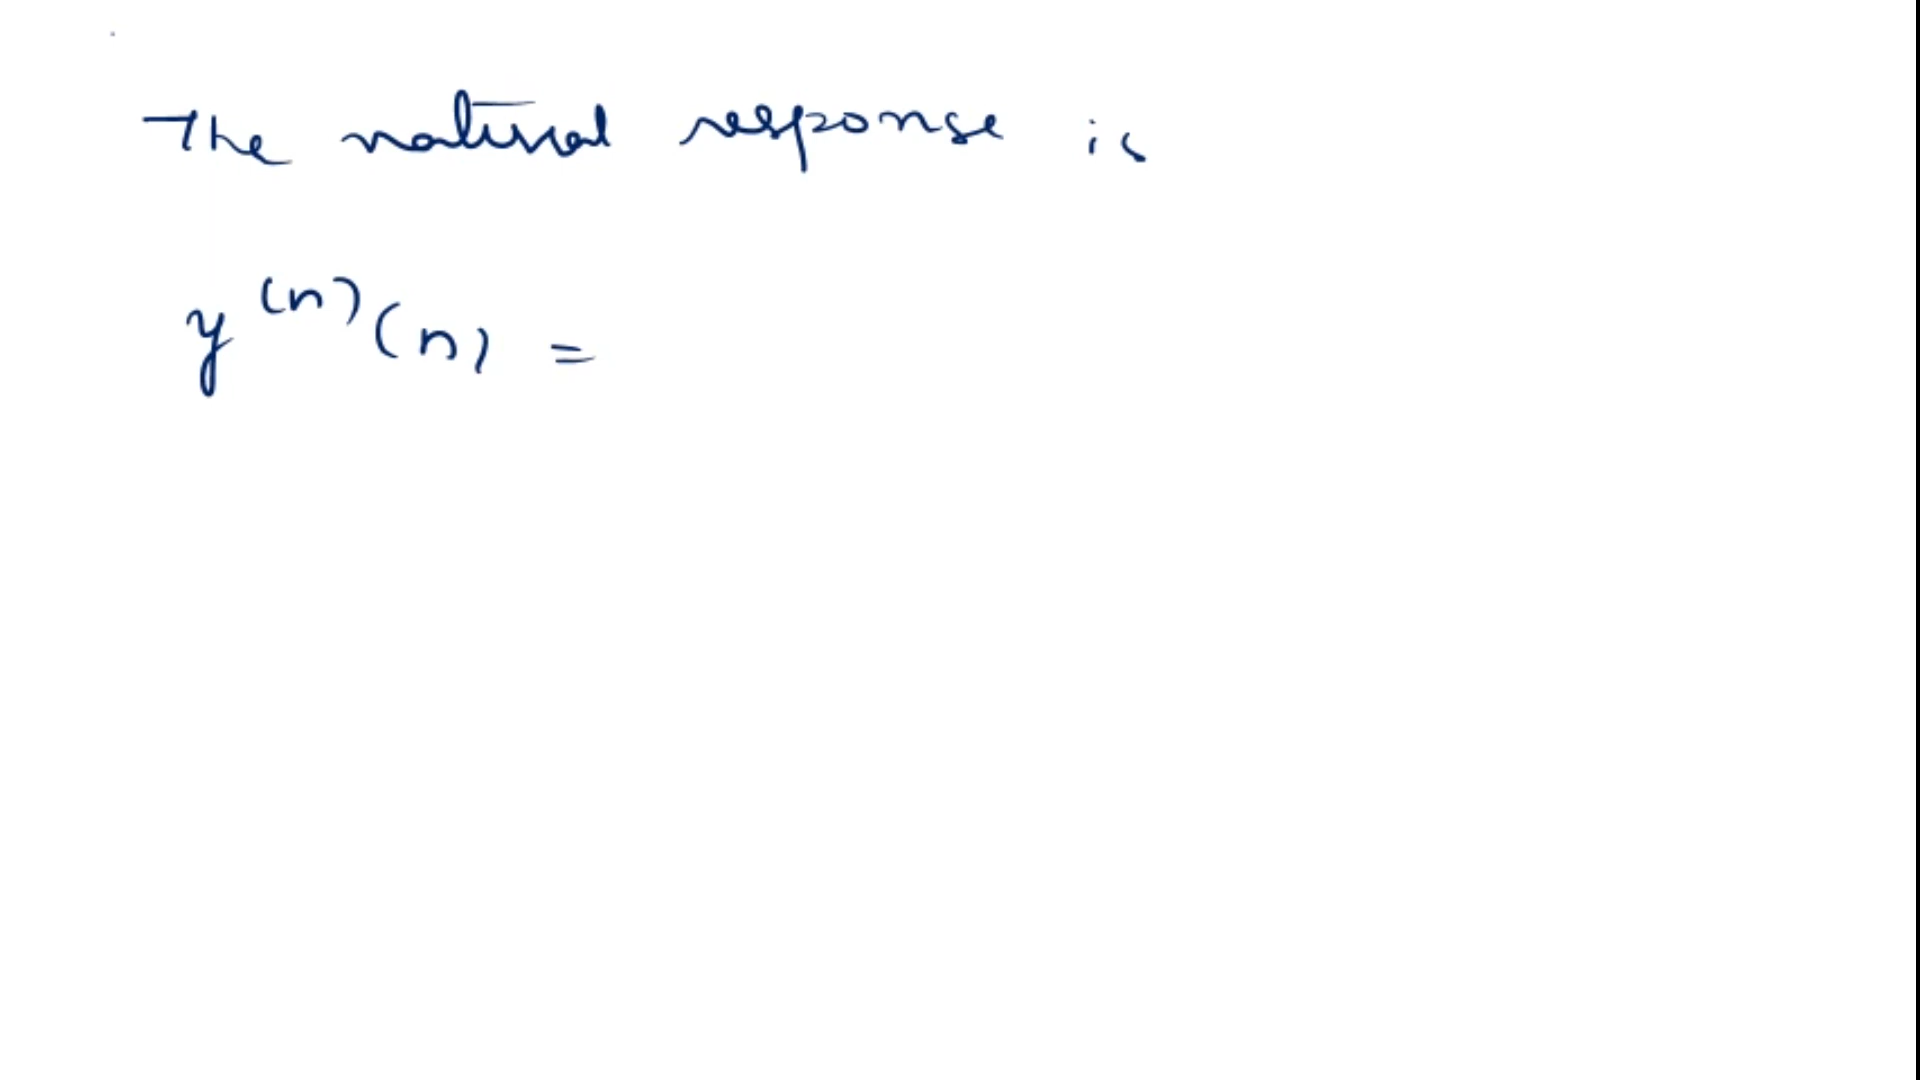 The natural response is
y^(n)(n) =